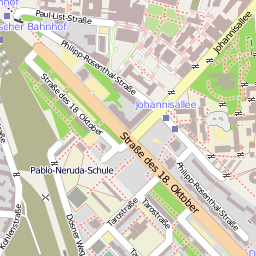 hof
Paul-List-Straße
scher Bahnhof
Philipp-Rosenthal-Straße
Johannisallee
Johannisallee
Straße des 18. Oktober
Straße des 18. Oktober
Philipp-Rosenthal-Straße
Pablo-Neruda-Schule
Tarostraße
Tarostraße
Kohlenstraße
Dösner Weg
D